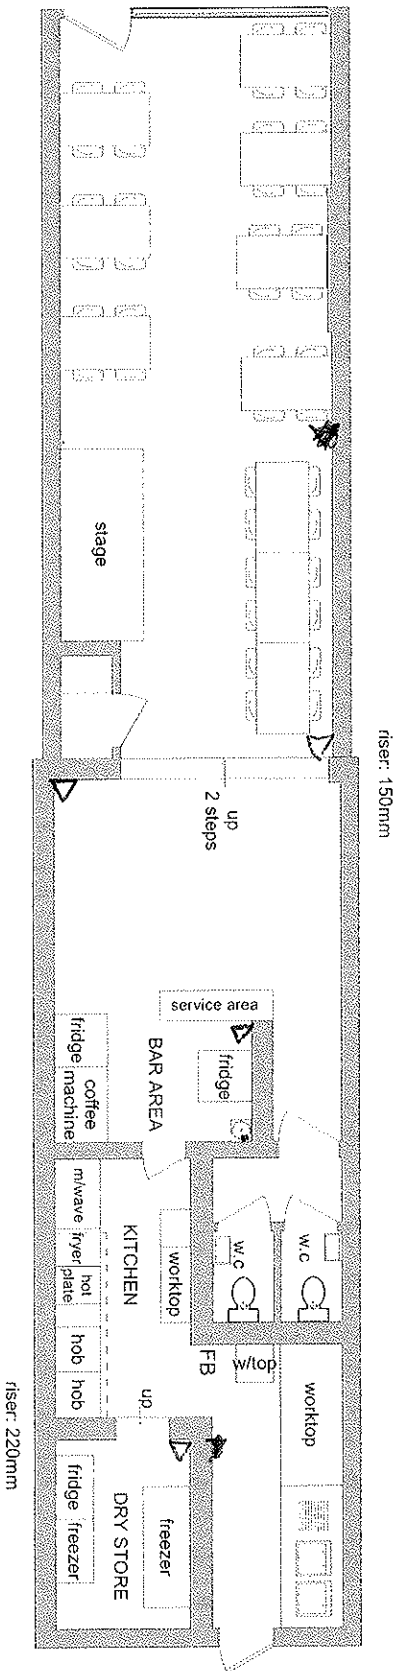 stage
riser: 150mm
up
2 steps
service area
fridge
coffee
machine
BAR AREA
fridge
m/wave
fryer
hot
plate
hob
hob
KITCHEN
worktop
w.c
w.c
FB
w/top
worktop
up
riser: 220mm
fridge
freezer
DRY STORE
freezer